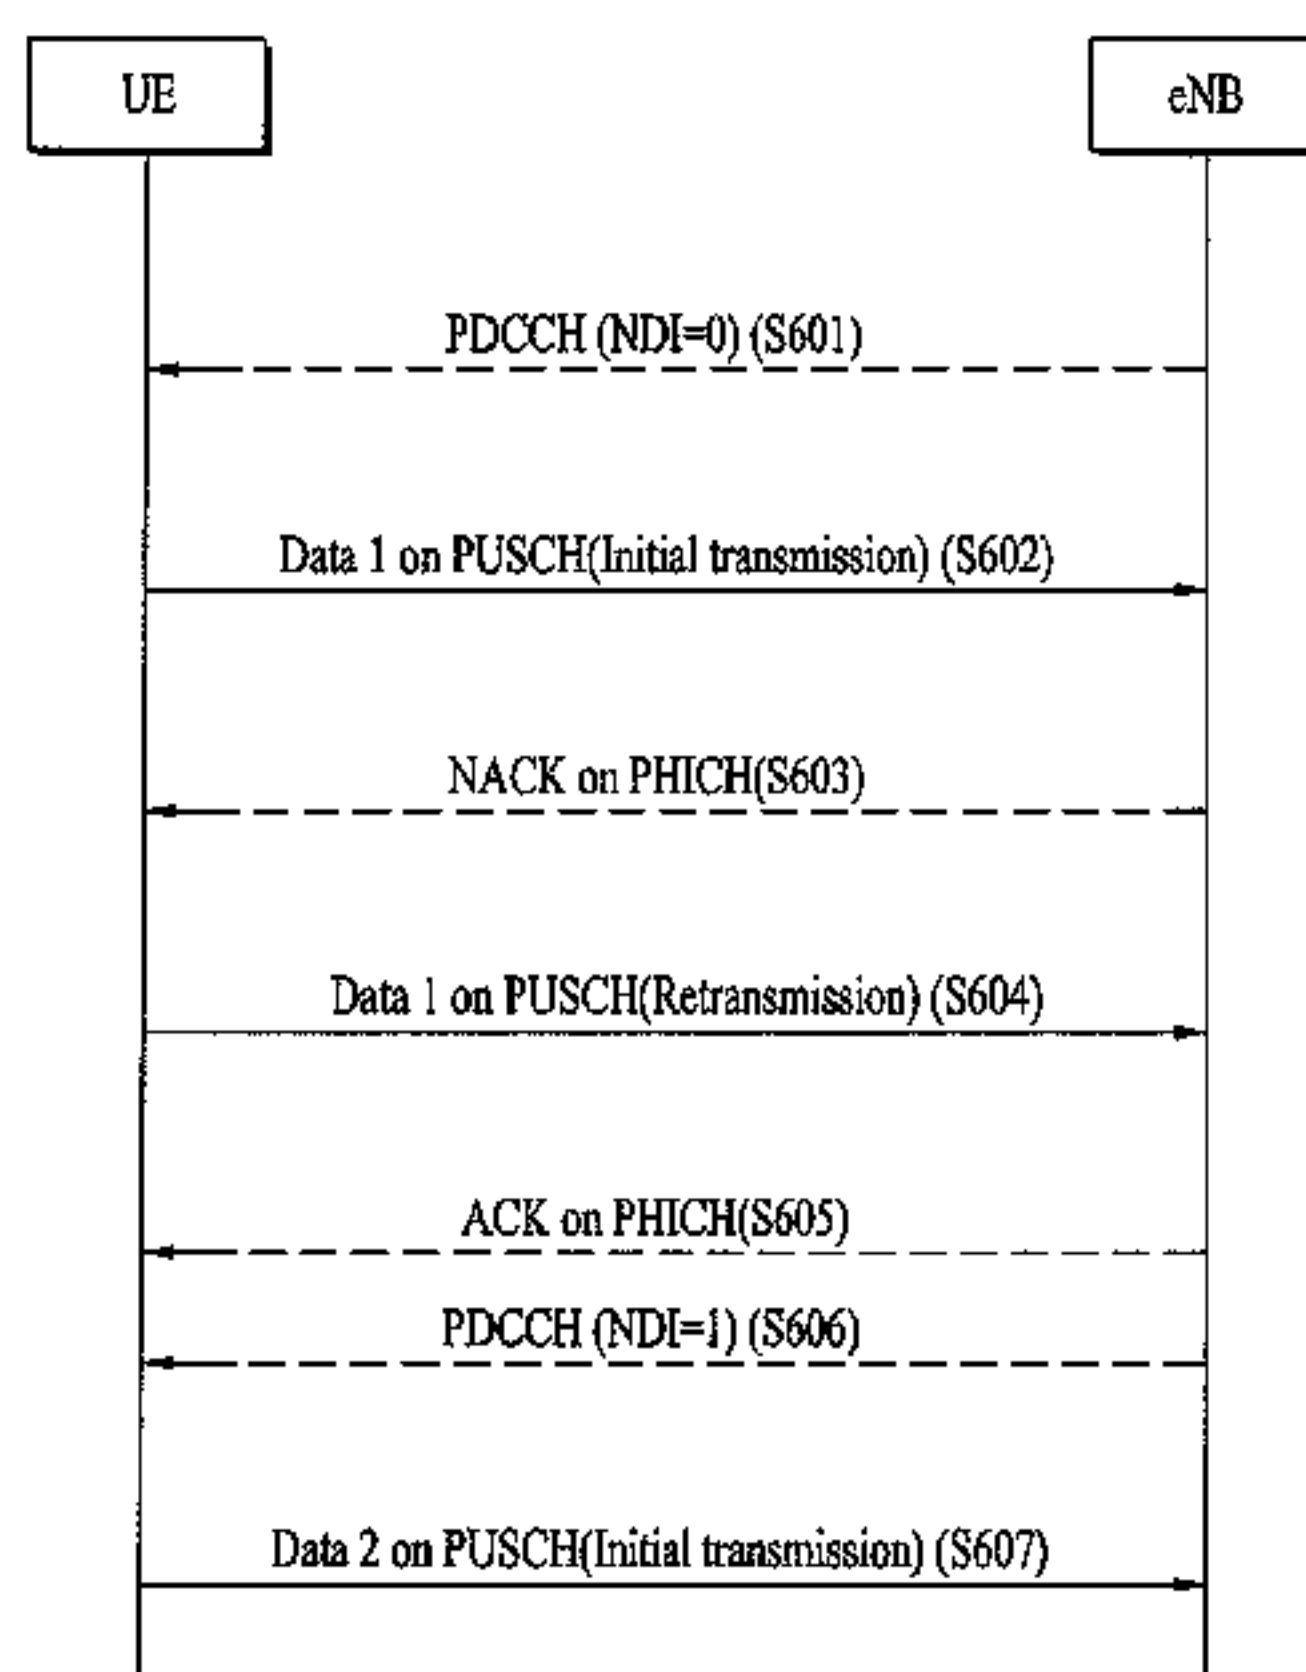 UE
eNB
PDCCH (NDI=0) (S601)
Data 1 on PUSCH(Initial transmission) (S602)
NACK on PHICH(S603)
Data 1 on PUSCH(Retransmission) (S604)
ACK on PHICH(S605)
PDCCH (NDI=1) (S606)
Data 2 on PUSCH(Initial transmission) (S607)